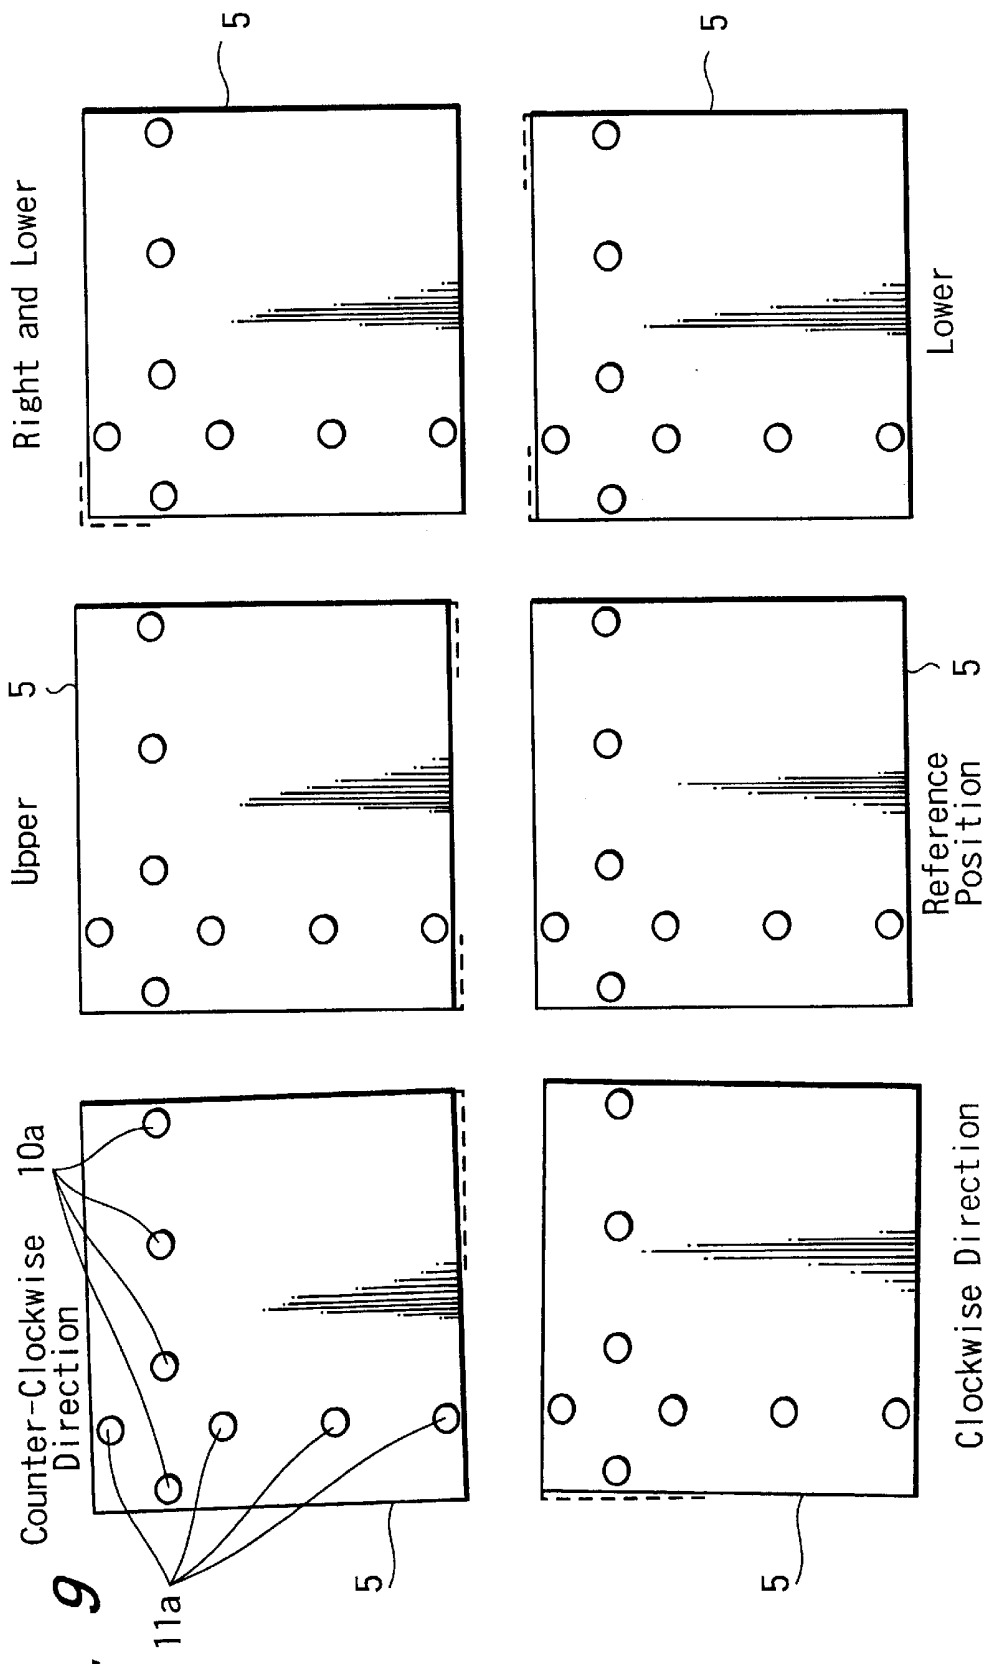 9
Counter-Clockwise
Direction
10a
11a
5
Upper
5
Right and Lower
5
5
Clockwise Direction
5
Reference
Position
5
Lower